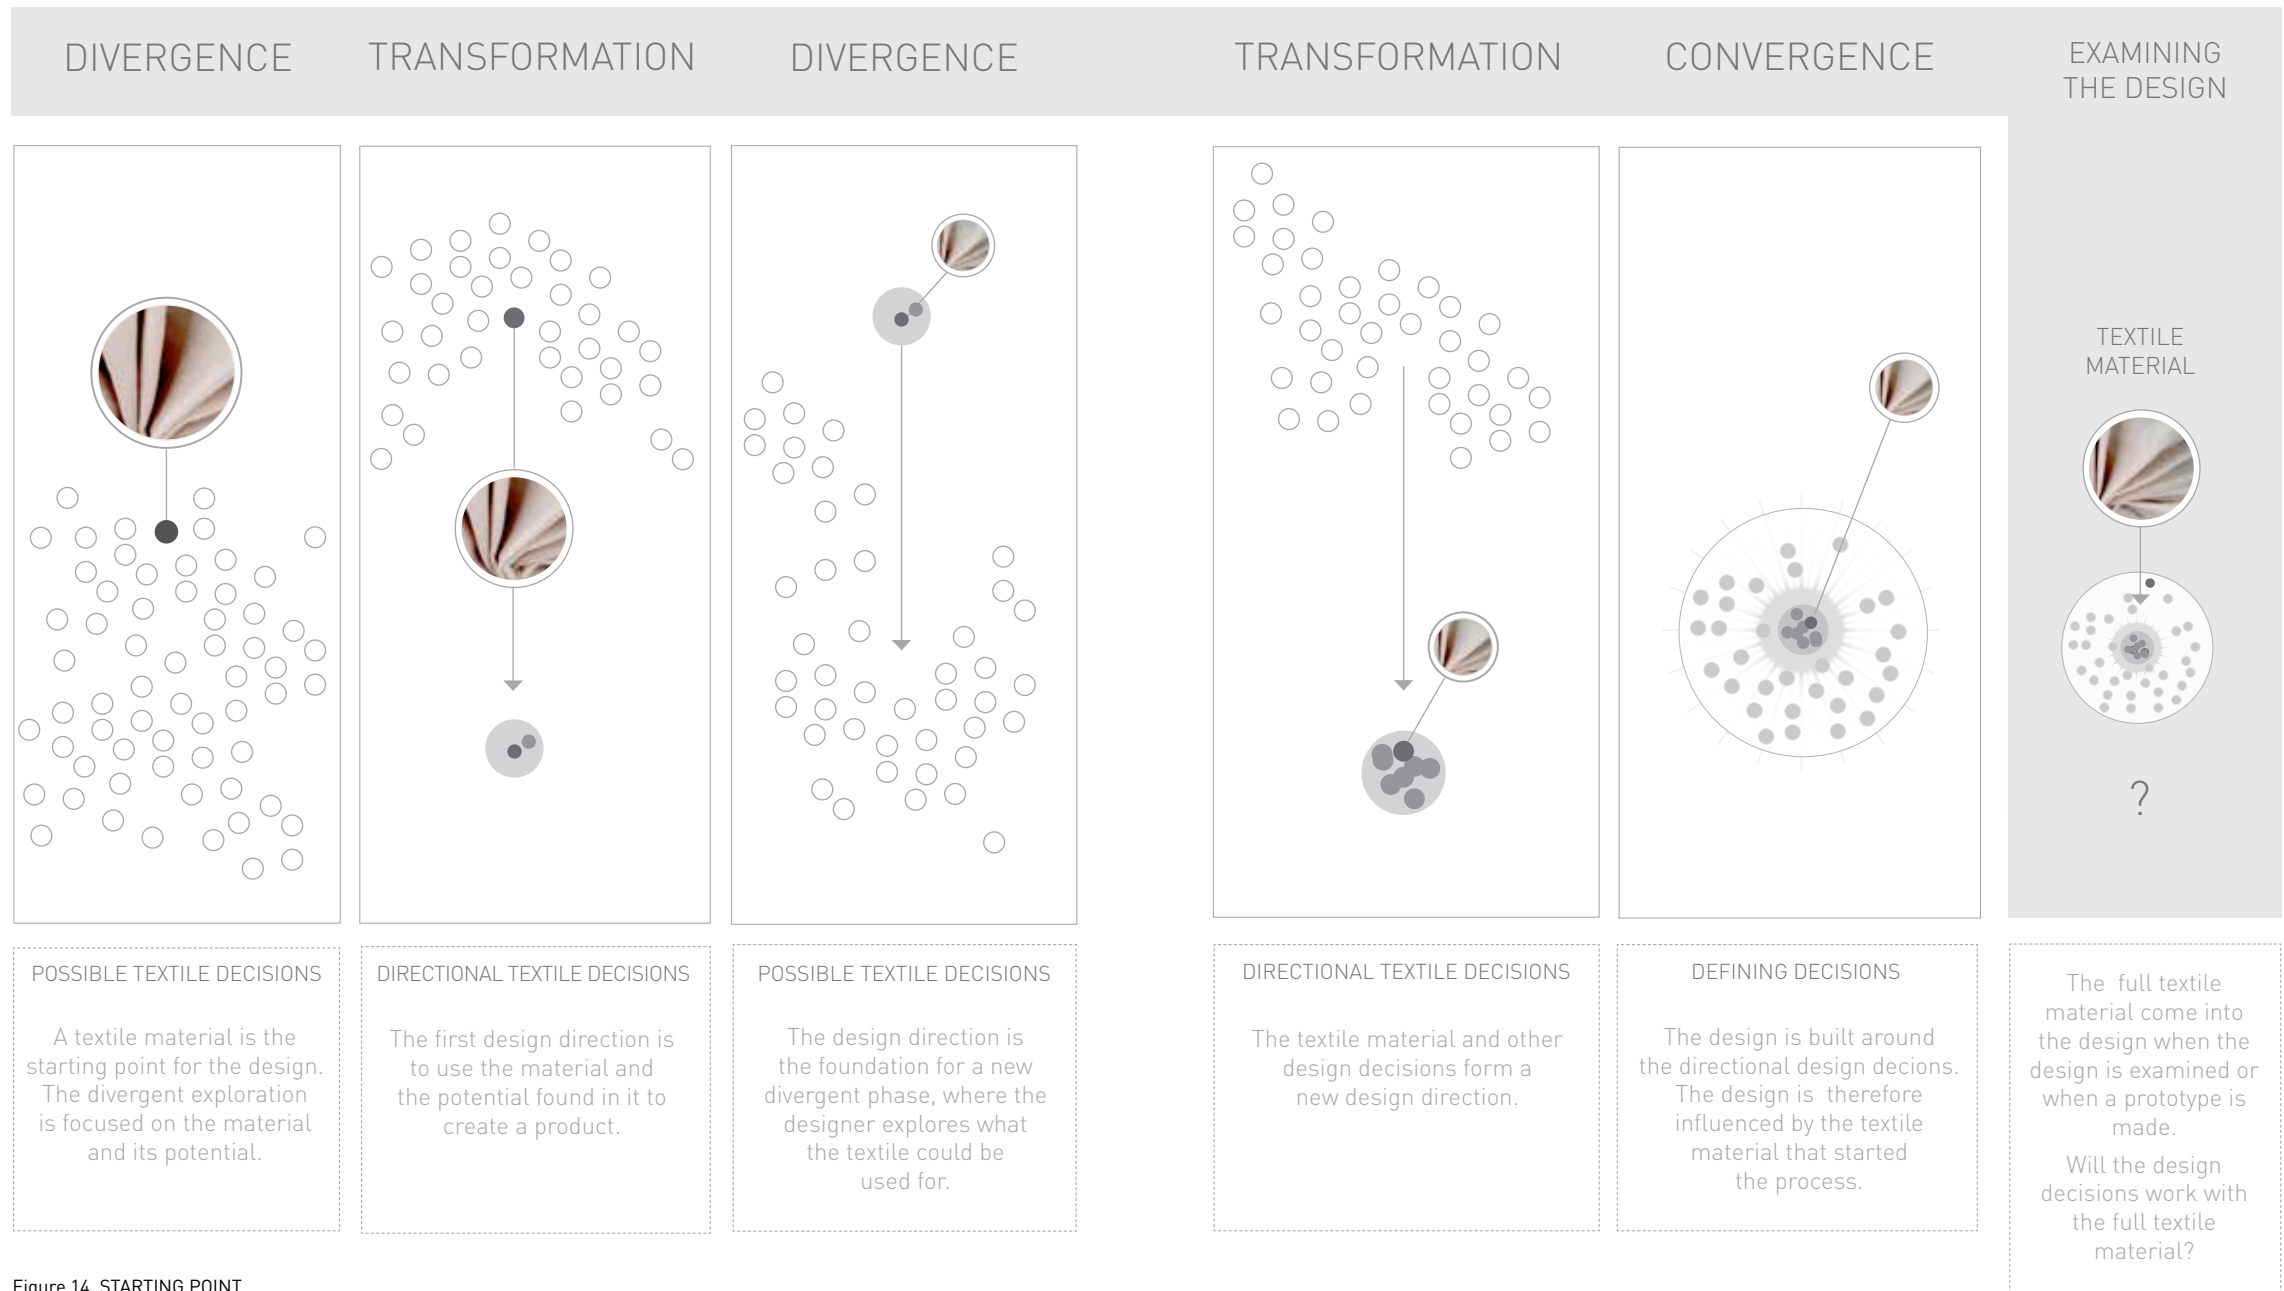 DIVERGENCE
TRANSFORMATION
DIVERGENCE
TRANSFORMATION
CONVERGENCE
EXAMINING
THE DESIGN
TEXTILE
MATERIAL
?
POSSIBLE TEXTILE DECISIONS
A textile material is the
starting point for the design.
The divergent exploration
is focused on the material
and its potential.
DIRECTIONAL TEXTILE DECISIONS
The first design direction is
to use the material and
the potential found in it to
create a product.
POSSIBLE TEXTILE DECISIONS
The design direction is
the foundation for a new
divergent phase, where the
designer explores what
the textile could be
used for.
DIRECTIONAL TEXTILE DECISIONS
The textile material and other
design decisions form a
new design direction.
DEFINING DECISIONS
The design is built around
the directional design decions.
The design is  therefore
influenced by the textile
material that started
the process.
The  full textile
material come into
the design when the
design is examined or
when a prototype is
made.
Will the design
decisions work with
the full textile
material?
Figure 14. STARTING POINT